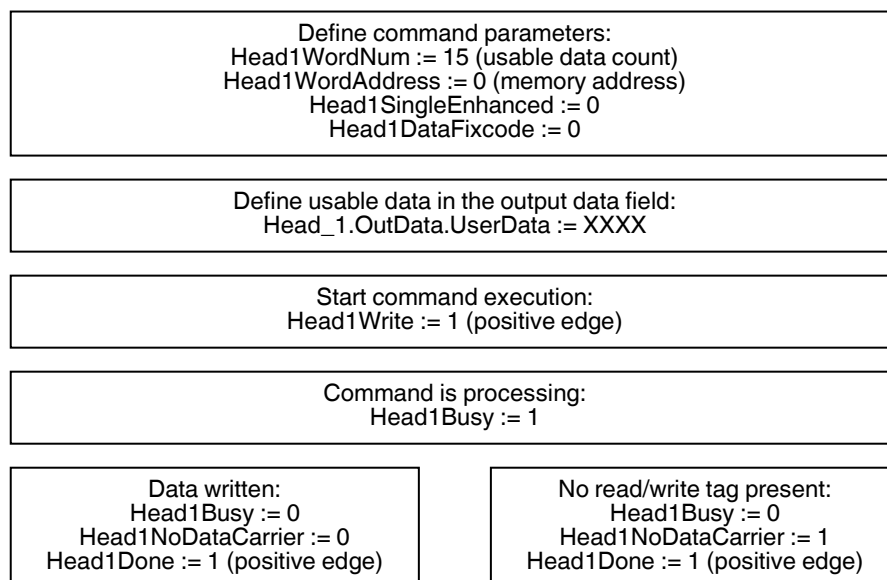 Define command parameters:
Head1WordNum := 15 (usable data count)
Head1WordAddress := 0 (memory address)
Head1SingleEnhanced := 0
Head1DataFixcode := 0
Define usable data in the output data field:
Head_1.OutData.UserData := XXXX
Start command execution:
Head1Write := 1 (positive edge)
Command is processing:
Head1Busy := 1
Data written:
Head1Busy := 0
Head1NoDataCarrier := 0
Head1Done := 1 (positive edge)
No read/write tag present:
Head1Busy := 0
Head1NoDataCarrier := 1
Head1Done := 1 (positive edge)